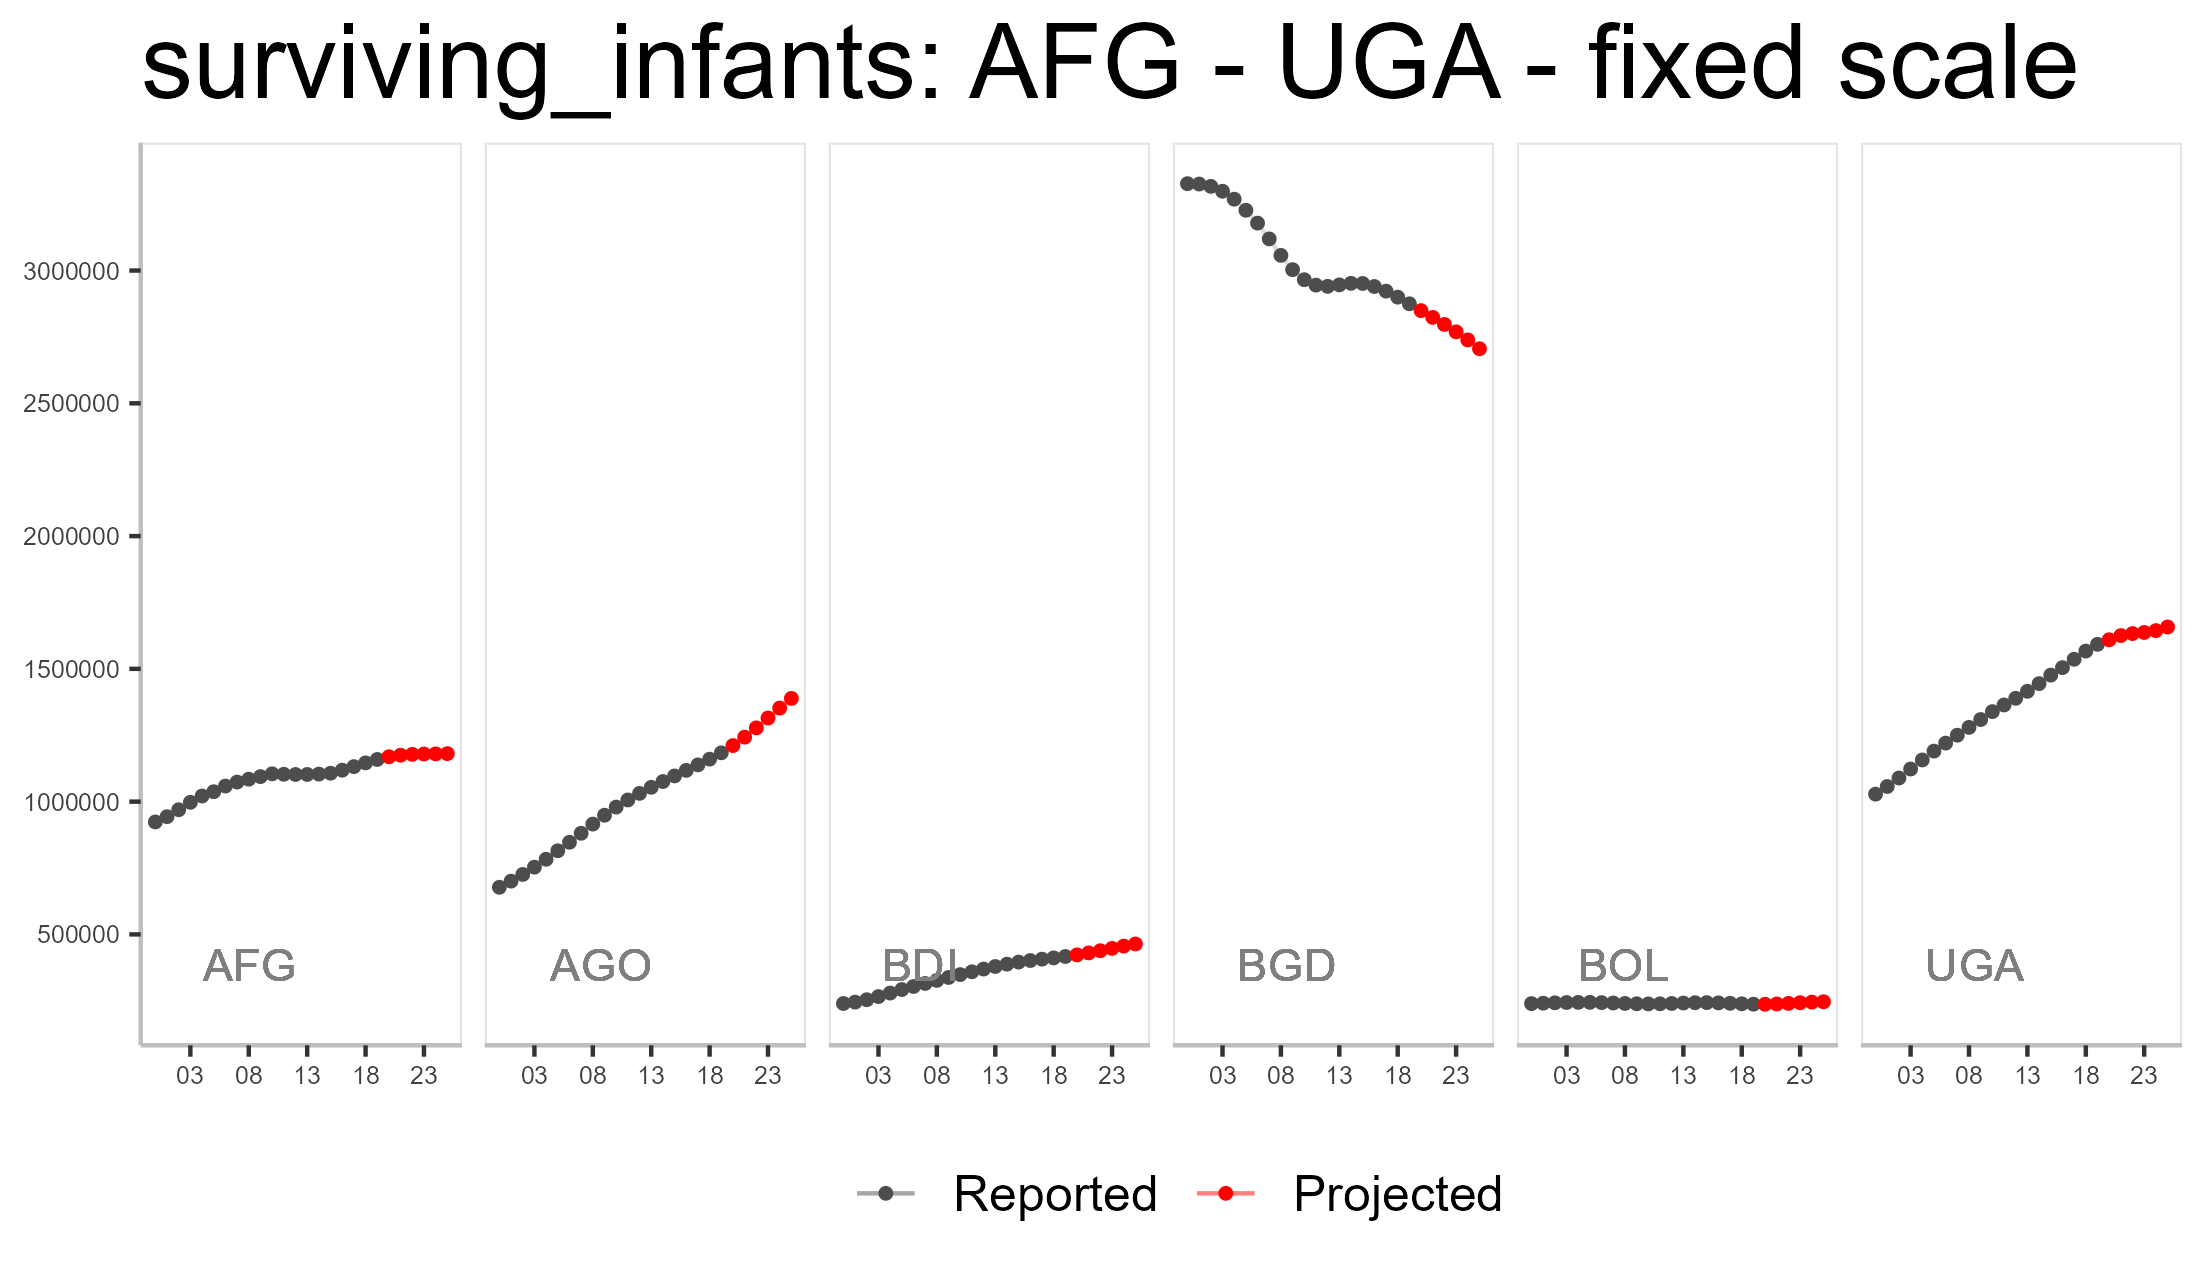 surviving_infants: AFG - UGA - fixed scale
3000000
2500000
2000000
1500000
1000000
500000
AFG AGO BDI BGD BOL UGA
03 08 13 18 23 03 08 13 18 23 03 08 13 18 23 03 08 13 18 23 03 08 13 18 23 03 08 13 18 23
Reported Projected